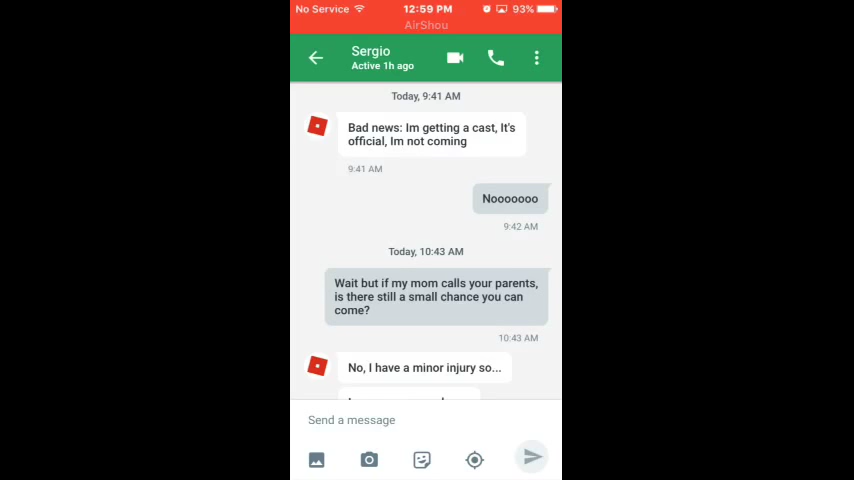 No Service 12:59 PM 93%
AirShou
Sergio
Active 1h ago
Today, 9:41 AM
Bad news: Im getting a cast, It's
official, Im not coming
9:41 AM
Nooooooo
9:42 AM
Today, 10:43 AM
Wait but if my mom calls your parents,
is there still a small chance you can
come?
10:43 AM
No, I have a minor injury so...
Send a message